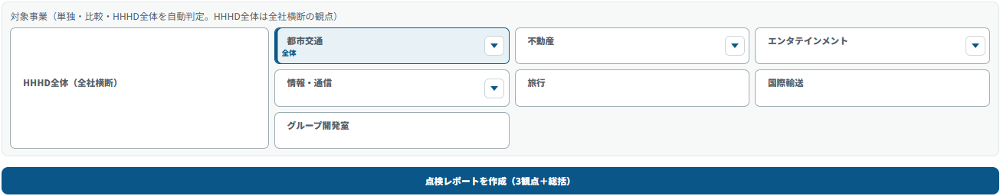 対象事業（単独・比較・HHHD全体を自動判定。HHHD全体は全社横断の観点）
HHHD全体（全社横断）
都市交通
全体
不動産
エンタテインメント
情報・通信
旅行
国際輸送
グループ開発室
点検レポートを作成（3観点＋総括）